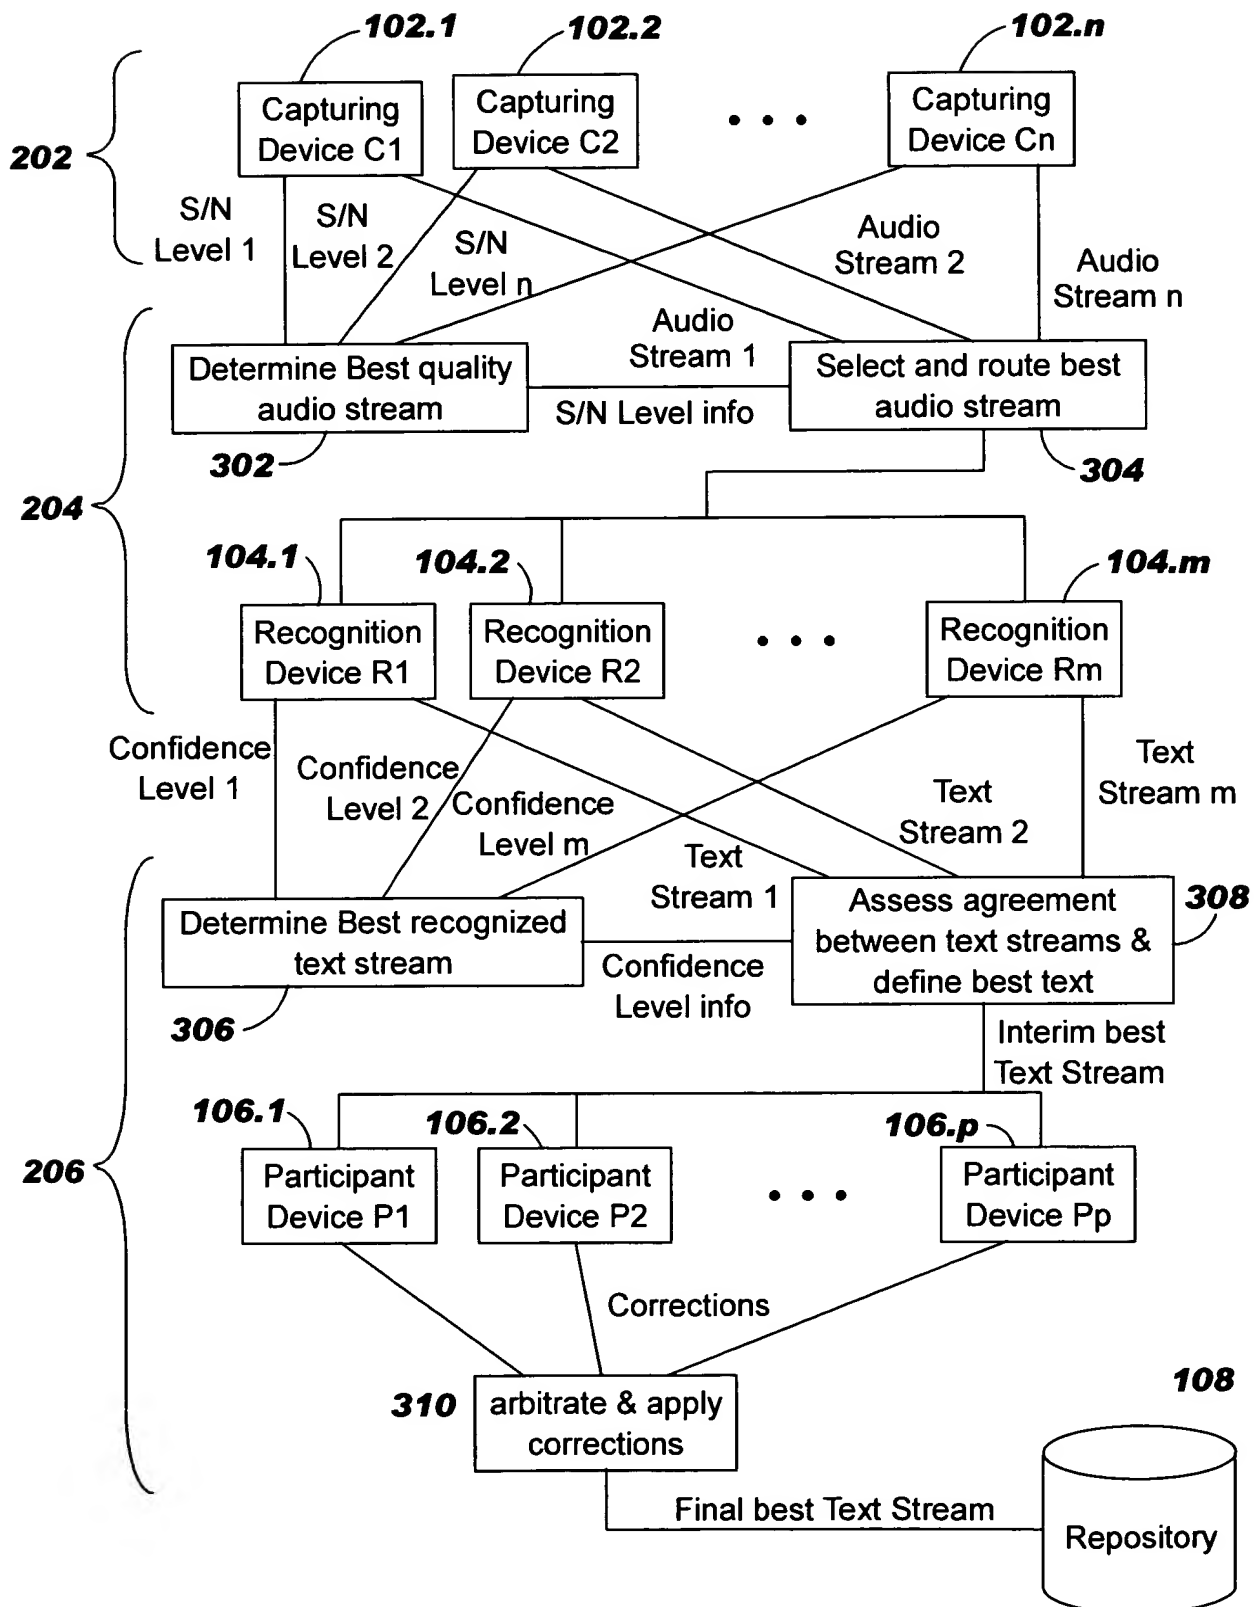 102.1
102.2
102.n
Capturing
Device C1
Capturing
Device C2
Capturing
Device Cn
202
S/N
Level 1
S/N
Level 2
S/N
Level n
Audio
Stream 1
Audio
Stream 2
Audio
Stream n
Determine Best quality
audio stream
S/N Level info
Select and route best
audio stream
302
304
204
104.1
104.2
104.m
Recognition
Device R1
Recognition
Device R2
Recognition
Device Rm
Confidence
Level 1
Confidence
Level 2
Confidence
Level m
Text
Stream 1
Text
Stream 2
Text
Stream m
Determine Best recognized
text stream
Confidence
Level info
Assess agreement
between text streams &
define best text
308
306
Interim best
Text Stream
206
106.1
106.2
106.p
Participant
Device P1
Participant
Device P2
Participant
Device Pp
Corrections
310
arbitrate & apply
corrections
108
Final best Text Stream
Repository